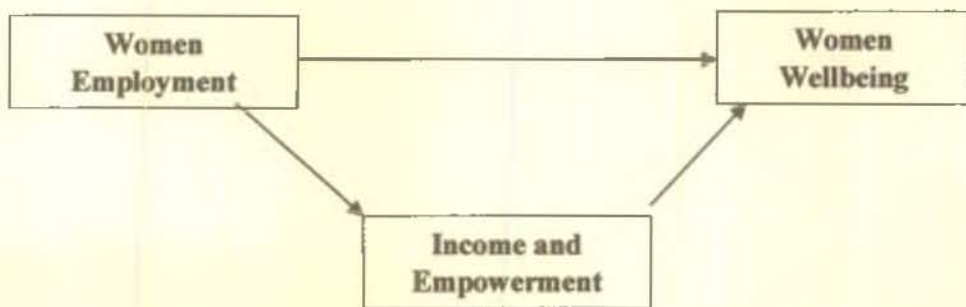 Women
Employment
Women
Wellbeing
Income and
Empowerment